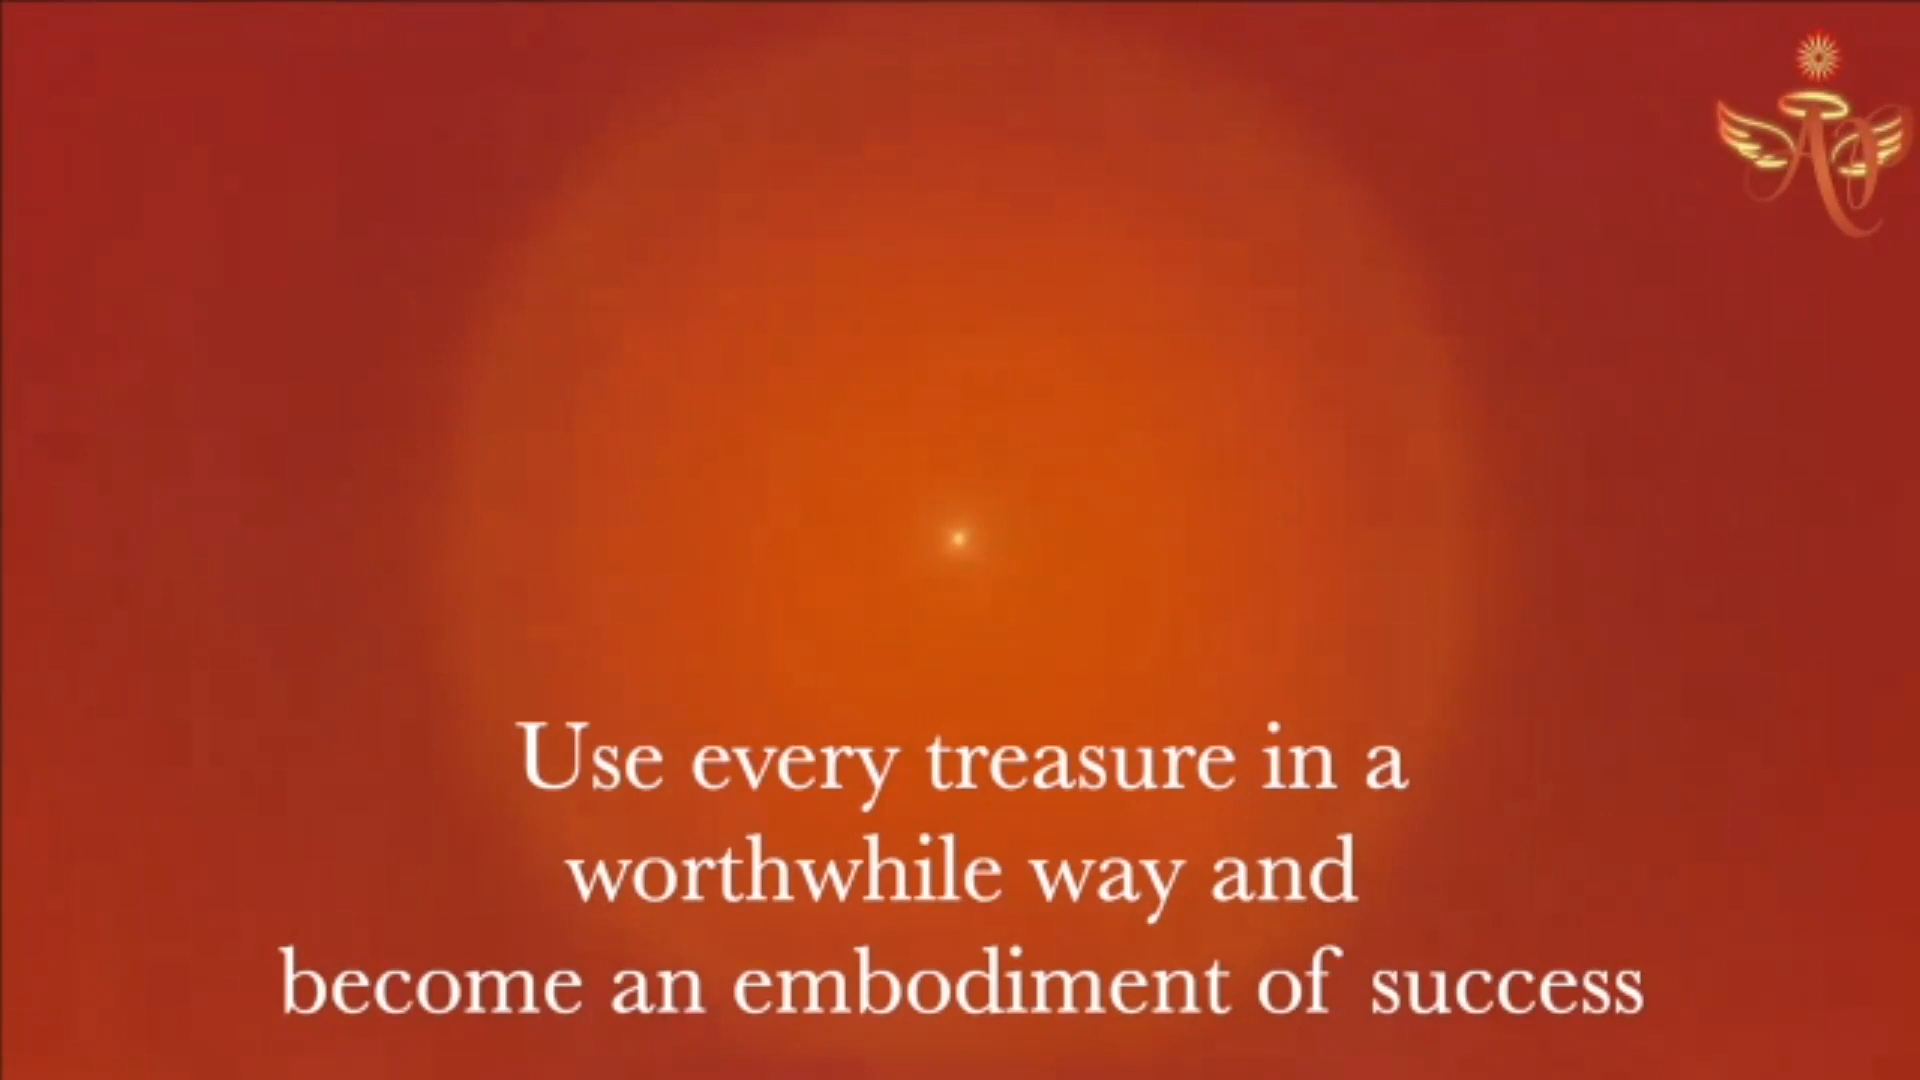 Use every treasure in a
worthwhile way and
become an embodiment of success